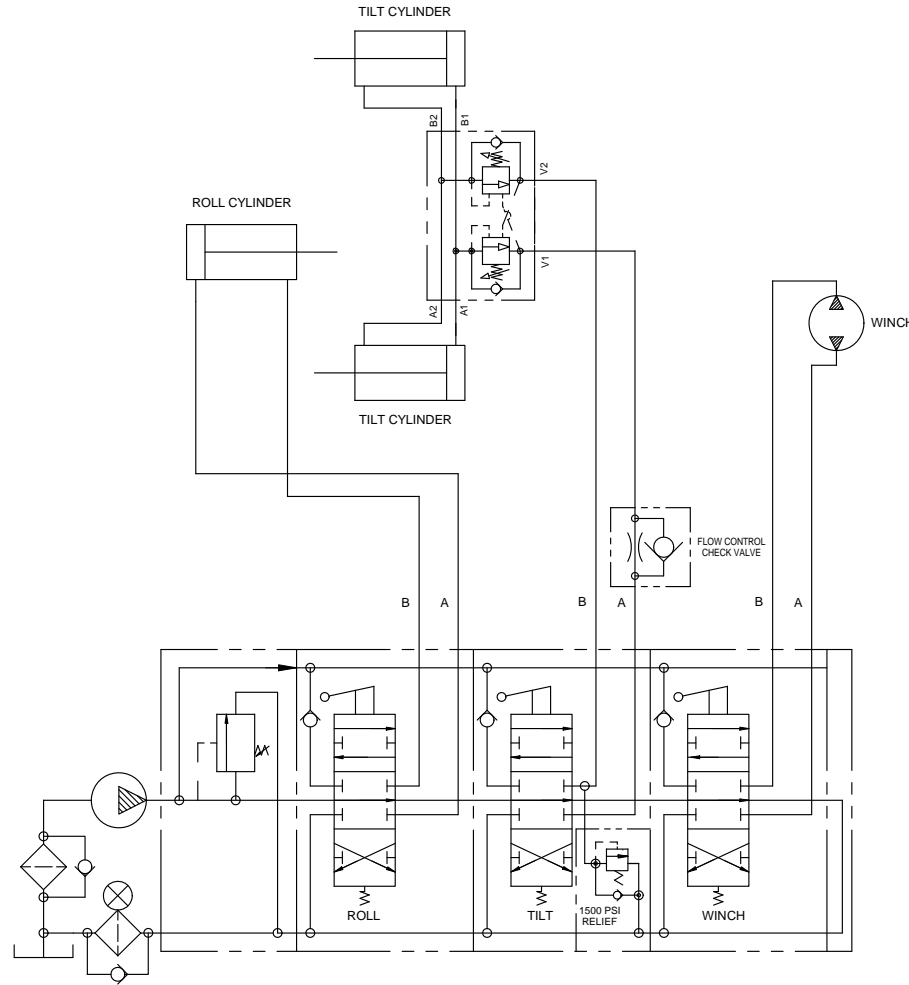 TILT CYLINDER
B2
B1
V2
ROLL CYLINDER
V1
A2
A1
WINCH
TILT CYLINDER
FLOW CONTROL
CHECK VALVE
B
A
B
A
B
A
ROLL
TILT
1500 PSI
RELIEF
WINCH